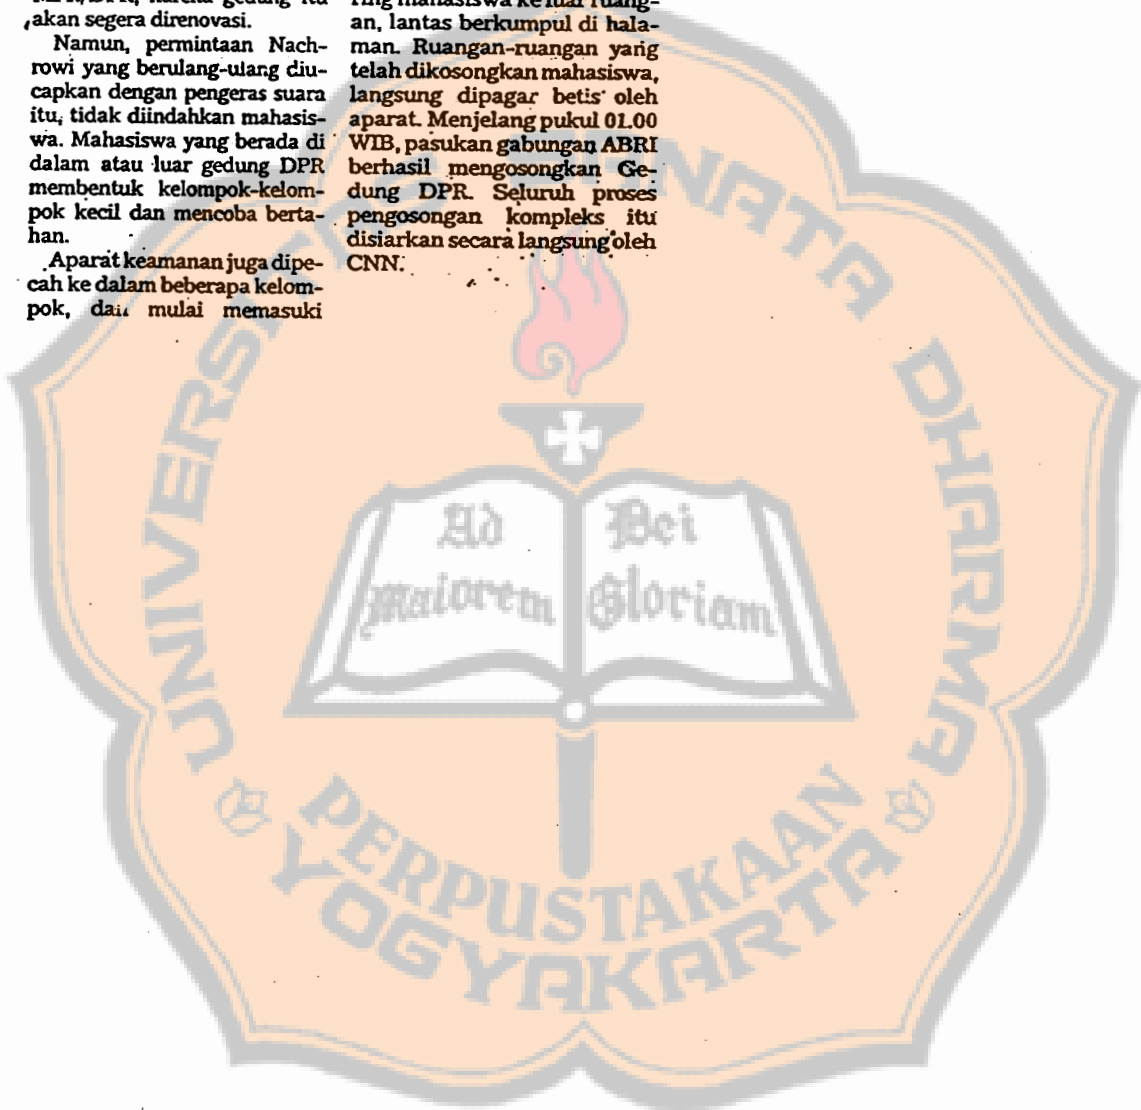 akan segera direnovasi.
Namun, permintaan Nach-
rowi yang berulang-ulang diu-
capkan dengan pengeras suara
itu, tidak diindahkan mahasis-
wa. Mahasiswa yang berada di
dalam atau luar gedung DPR
membentuk kelompok-kelom-
pok kecil dan mencoba berta-
han.
Aparat keamanan juga dipe-
cah ke dalam beberapa kelom-
pok, dan mulai memasuki
ring mahasiswa ke luar ruang-
an, lantas berkumpul di hala-
man. Ruangan-ruangan yang
telah dikosongkan mahasiswa,
langsung dipagar betis oleh
aparat. Menjelang pukul 01.00
WIB, pasukan gabungan ABRI
berhasil mengosongkan Ge-
dung DPR. Seluruh proses
pengosongan kompleks itu
disiarkan secara langsung oleh
CNN.
UNIVERSITAS SANATA DHARMA
Ad
maiorem
Dei
Gloriam
PERPUSTAKAAN
YOGYAKARTA